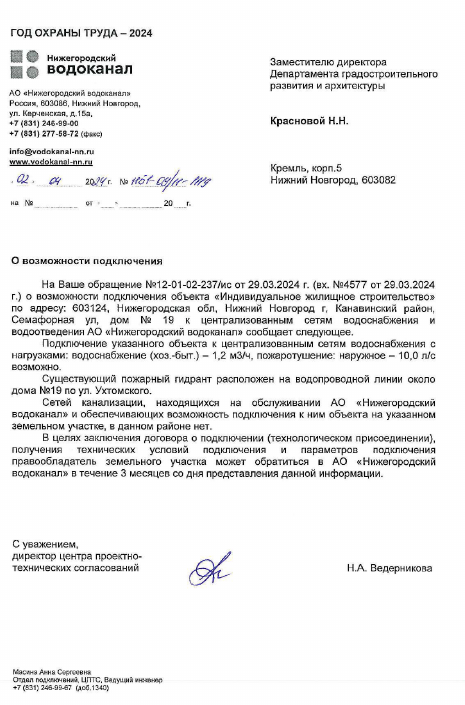 ГОД ОХРАНЫ ТРУДА – 2024
Нижегородский
ВОДОКАНАЛ
АО «Нижегородский водоканал»
Россия, 603086, Нижний Новгород,
ул. Керченская, д.15а,
+7 (831) 246-99-00
+7 (831) 277-58-72 (факс)
info@vodokanal-nn.ru
www.vodokanal-nn.ru
02. 04 2024 г. №
на № от - - 20 г.
Заместителю директора
Департамента градостроительного
развития и архитектуры
Красновой Н.Н.
Кремль, корп.5
Нижний Новгород, 603082
О возможности подключения
На Ваше обращение №12-01-02-237/ис от 29.03.2024 г. (вх. №4577 от 29.03.2024
г.) о возможности подключения объекта «Индивидуальное жилищное строительство»
по адресу: 603124, Нижегородская обл, Нижний Новгород г, Канавинский район,
Семафорная ул, дом № 19 к централизованным сетям водоснабжения и
водоотведения АО «Нижегородский водоканал» сообщает следующее.
Подключение указанного объекта к централизованным сетям водоснабжения с
нагрузками: водоснабжение (хоз.-быт.) – 1,2 м3/ч, пожаротушение: наружное – 10,0 л/с
возможно.
Существующий пожарный гидрант расположен на водопроводной линии около
дома №19 по ул. Ухтомского.
Сетей канализации, находящихся на обслуживании АО «Нижегородский
водоканал» и обеспечивающих возможность подключения к ним объекта на указанном
земельном участке, в данном районе нет.
В целях заключения договора о подключении (технологическом присоединении),
получения технических условий подключения и параметров подключения
правообладатель земельного участка может обратиться в АО «Нижегородский
водоканал» в течение 3 месяцев со дня представления данной информации.
С уважением,
директор центра проектно-
технических согласований
Н.А. Ведерникова
Масина Анна Сергеевна
Отдел подключений, ЦПТС, Ведущий инженер
+7 (831) 246-99-67 (доб.1340)